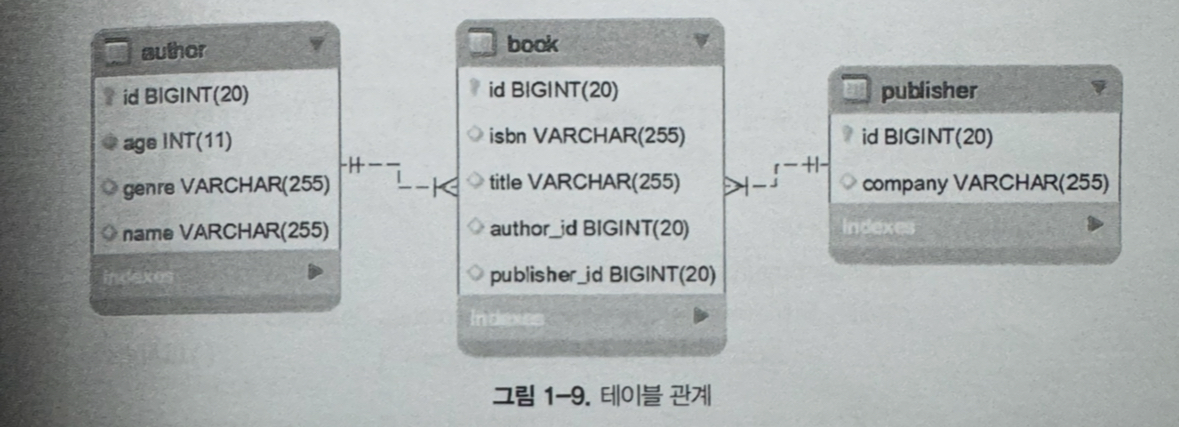 author
id BIGINT(20)
age INT(11)
genre VARCHAR(255)
name VARCHAR(255)
Indexes
book
id BIGINT(20)
isbn VARCHAR(255)
title VARCHAR(255)
author_id BIGINT(20)
publisher_id BIGINT(20)
Indexes
publisher
id BIGINT(20)
company VARCHAR(255)
Indexes
그림 1–9. 테이블 관계